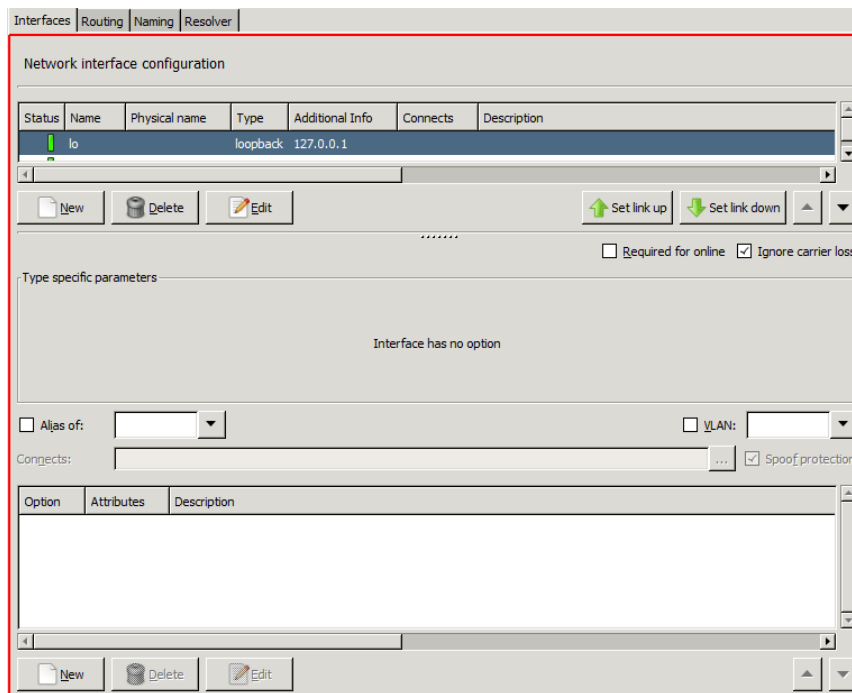 Interfaces Routing Naming Resolver
Network interface configuration
Status Name Physical name Type Additional Info Connects Description
lo loopback 127.0.0.1
New Delete Edit Set link up Set link down
Required for online Ignore carrier loss
Type specific parameters
Interface has no option
Alias of: VLAN:
Connects: ... Spoof protection
Option Attributes Description
New Delete Edit